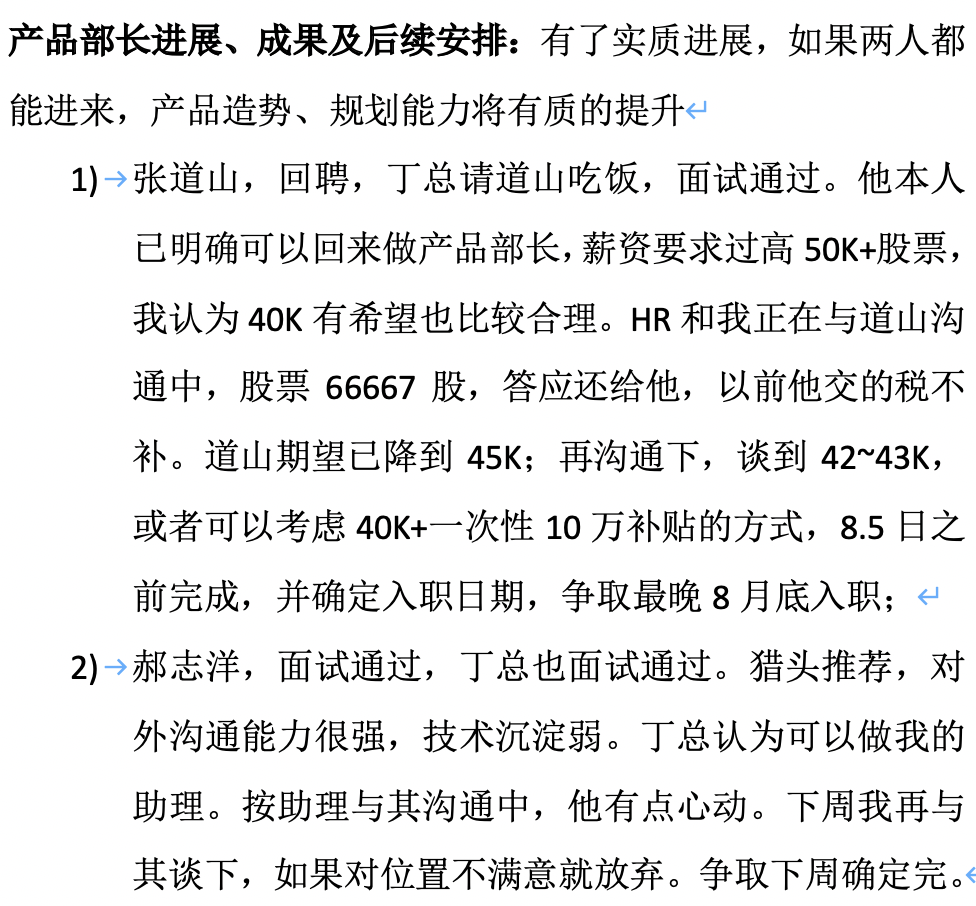 产品部长进展、成果及后续安排：有了实质进展，如果两人都
能进来，产品造势、规划能力将有质的提升
1) 张道山，回聘，丁总请道山吃饭，面试通过。他本人
已明确可以回来做产品部长，薪资要求过高 50K+股票，
我认为 40K 有希望也比较合理。HR 和我正在与道山沟
通中，股票 66667 股，答应还给他，以前他交的税不
补。道山期望已降到 45K；再沟通下，谈到 42~43K，
或者可以考虑 40K+一次性 10 万补贴的方式，8.5 日之
前完成，并确定入职日期，争取最晚 8 月底入职；
2) 郝志洋，面试通过，丁总也面试通过。猎头推荐，对
外沟通能力很强，技术沉淀弱。丁总认为可以做我的
助理。按助理与其沟通中，他有点心动。下周我再与
其谈下，如果对位置不满意就放弃。争取下周确定完。